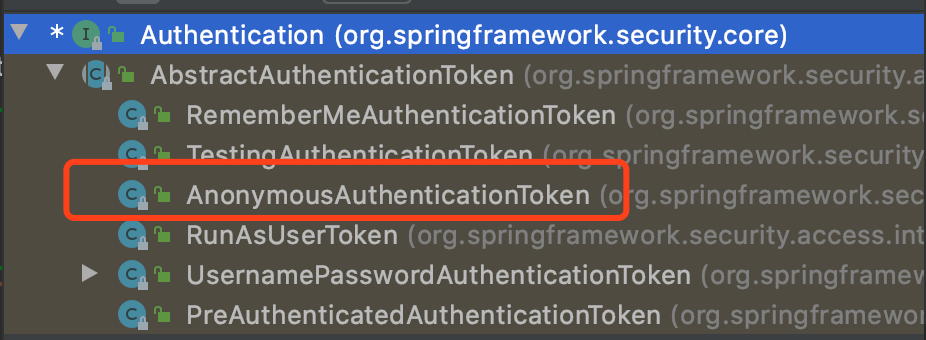 * I Authentication (org.springframework.security.core)
C AbstractAuthenticationToken (org.springframework.security.a
C RememberMeAuthenticationToken (org.springframework.se
C TestingAuthenticationToken (org.springframework.security
C AnonymousAuthenticationToken (org.springframework.sec
C RunAsUserToken (org.springframework.security.access.int
C UsernamePasswordAuthenticationToken (org.springframew
C PreAuthenticatedAuthenticationToken (org.springframewor